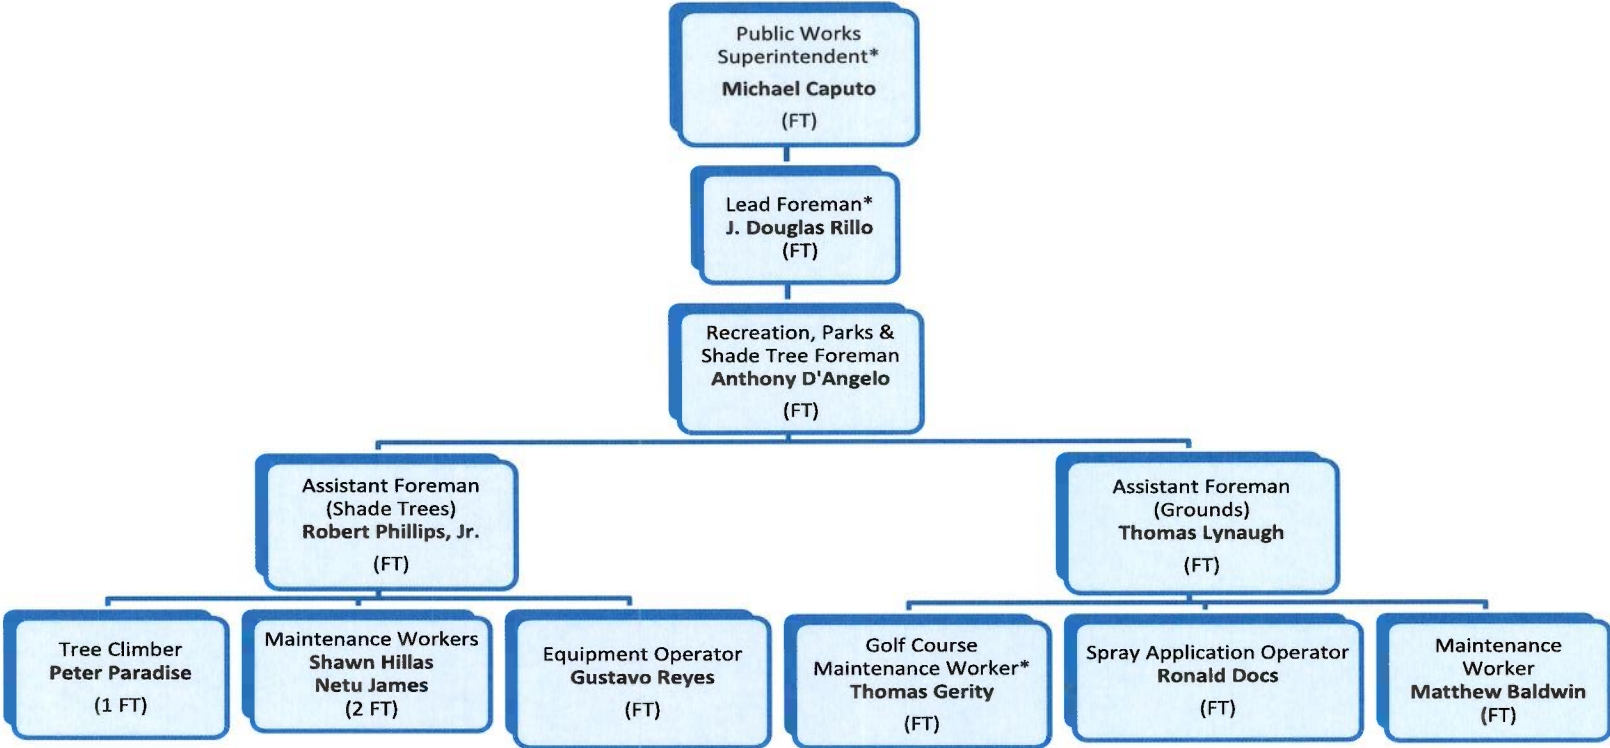 Public Works
Superintendent*
Michael Caputo
(FT)
Lead Foreman*
J. Douglas Rillo
(FT)
Recreation, Parks &
Shade Tree Foreman
Anthony D'Angelo
(FT)
Assistant Foreman
(Shade Trees)
Robert Phillips, Jr.
(FT)
Assistant Foreman
(Grounds)
Thomas Lynaugh
(FT)
Tree Climber
Peter Paradise
(1 FT)
Maintenance Workers
Shawn Hillas
Netu James
(2 FT)
Equipment Operator
Gustavo Reyes
(FT)
Golf Course
Maintenance Worker*
Thomas Gerity
(FT)
Spray Application Operator
Ronald Docs
(FT)
Maintenance
Worker
Matthew Baldwin
(FT)